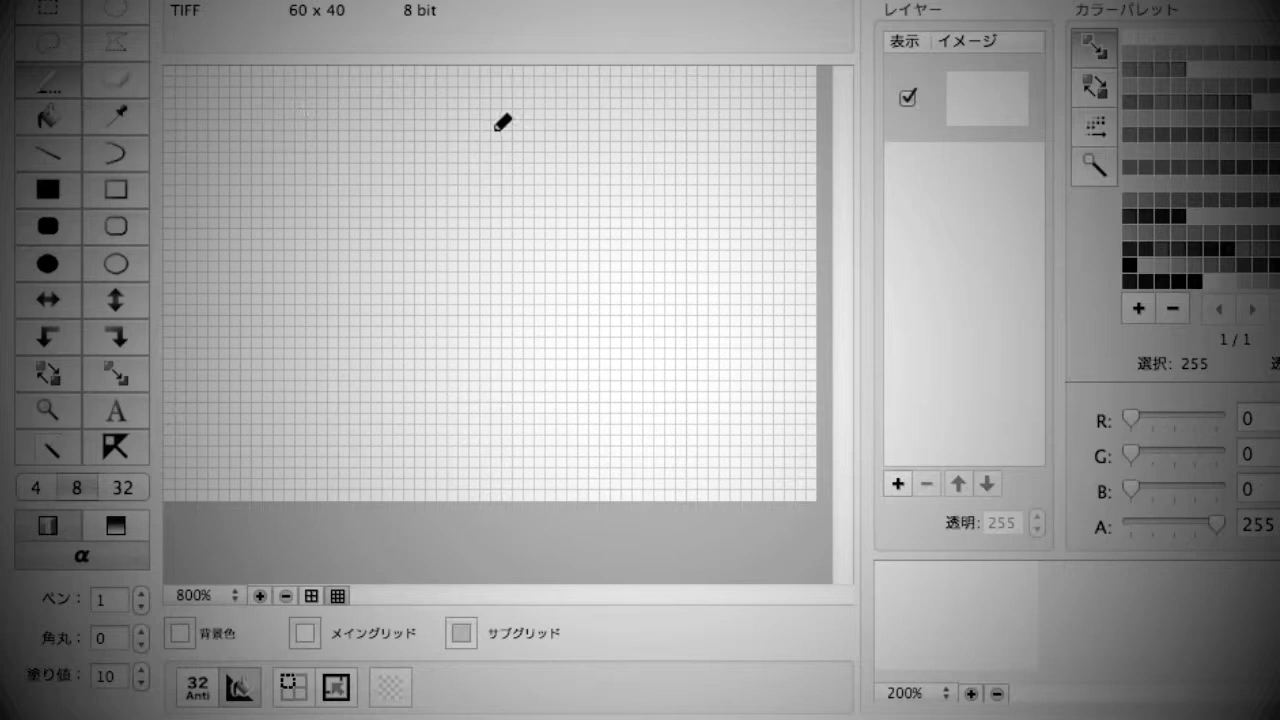 TIFF 60 x 40 8 bit
レイヤー
カラーパレット
表示 イメージ
1 / 1
選択: 255
A
4 8 32
α
R: 0
G: 0
B: 0
A: 255
透明: 255
ペン: 1
角丸: 0
塗り値: 10
800%
背景色 メイングリッド サブグリッド
32
Anti
200%